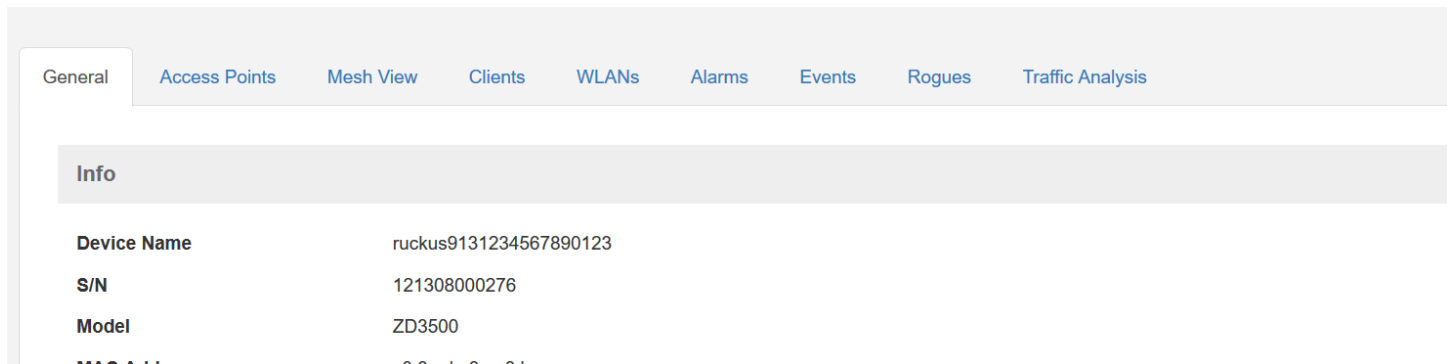 General Access Points Mesh View Clients WLANs Alarms Events Rogues Traffic Analysis
Info
Device Name ruckus9131234567890123
S/N 121308000276
Model ZD3500